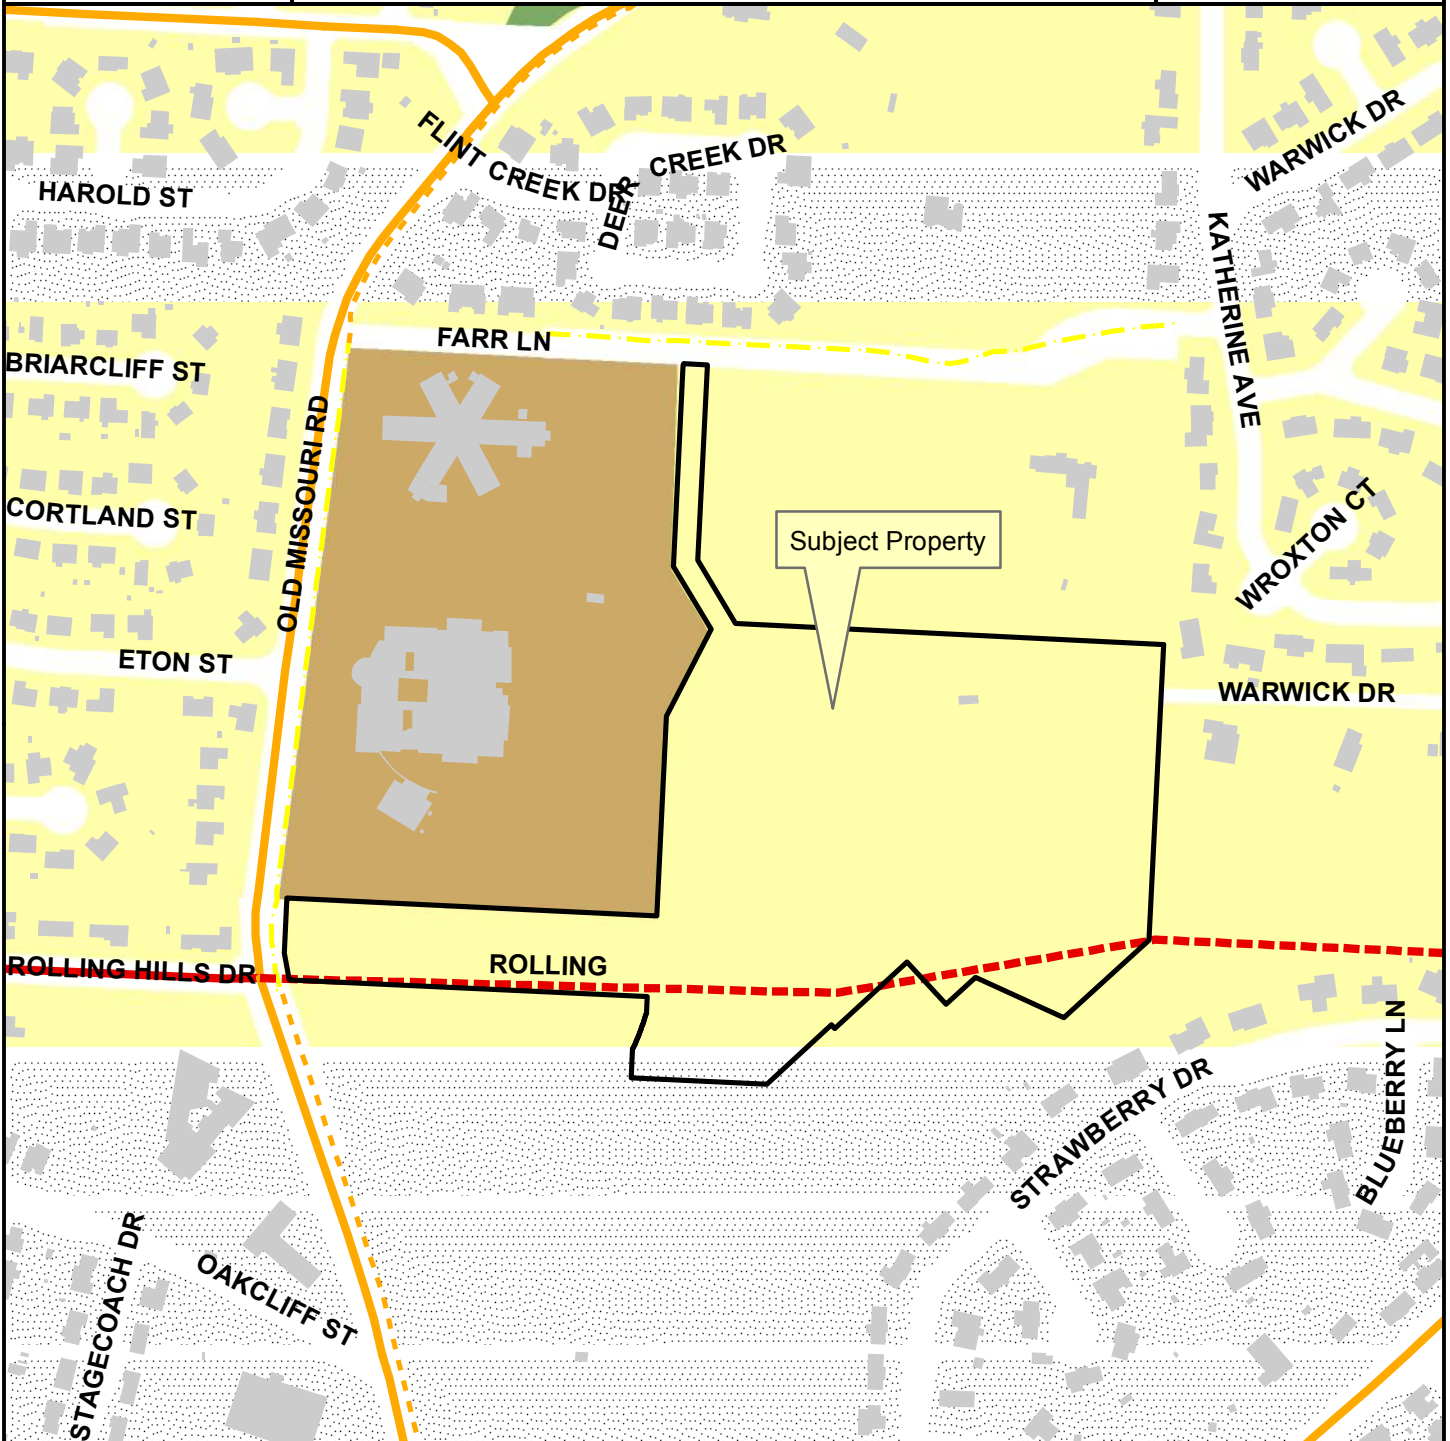 FLINT CREEK DR
CREEK DR
DEER
WARWICK DR
HAROLD ST
KATHERINE AVE
FARR LN
BRIARCLIFF ST
OLD MISSOURI RD
CORTLAND ST
Subject Property
WROXTON CT
ETON ST
WARWICK DR
ROLLING HILLS DR
ROLLING
BLUEBERRY LN
STRAWBERRY DR
STAGECOACH DR
OAKCLIFF ST